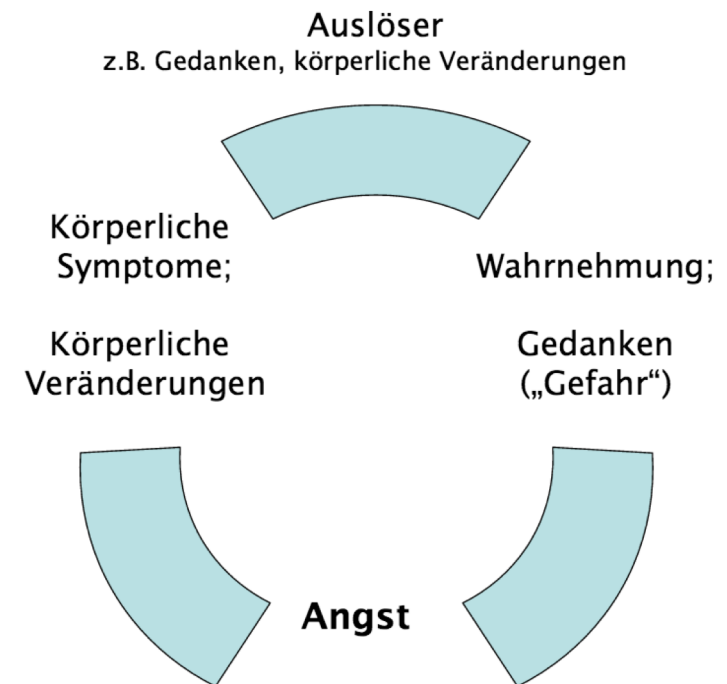 Auslöser
z.B. Gedanken, körperliche Veränderungen
Körperliche
Symptome;
Körperliche
Veränderungen
Wahrnehmung;
Gedanken
(„Gefahr“)
Angst